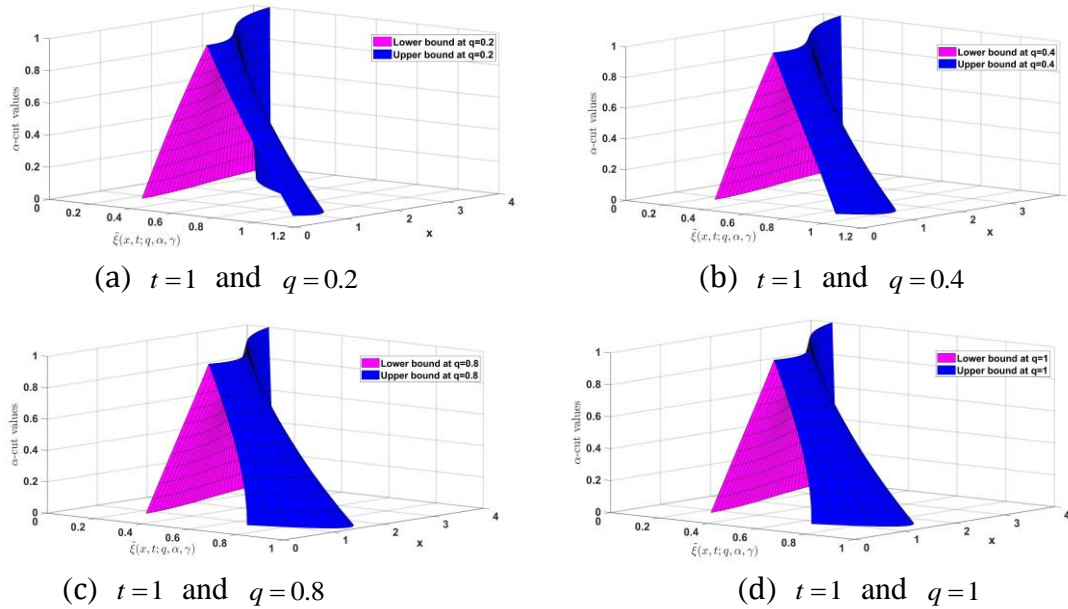 1
0.8
0.6
0.4
0.2
0
α-cut values
Lower bound at q=0.2
Upper bound at q=0.2
0
0.2
0.4
0.6
0.8
1
1.2
ξ̃(x, t; q, α, γ)
0
1
2
3
4
x
(a) t=1 and q=0.2
1
0.8
0.6
0.4
0.2
0
α-cut values
Lower bound at q=0.4
Upper bound at q=0.4
0
0.2
0.4
0.6
0.8
1
1.2
ξ̃(x, t; q, α, γ)
0
1
2
3
4
x
(b) t=1 and q=0.4
1
0.8
0.6
0.4
0.2
0
α-cut values
Lower bound at q=0.8
Upper bound at q=0.8
0
0.2
0.4
0.6
0.8
1
ξ̃(x, t; q, α, γ)
0
1
2
3
4
x
(c) t=1 and q=0.8
1
0.8
0.6
0.4
0.2
0
α-cut values
Lower bound at q=1
Upper bound at q=1
0
0.2
0.4
0.6
0.8
1
ξ̃(x, t; q, α, γ)
0
1
2
3
4
x
(d) t=1 and q=1